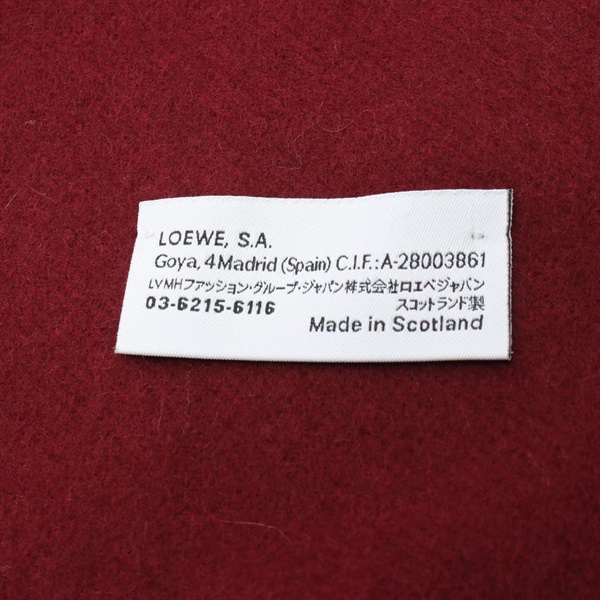 LOEWE, S.A.
Goya, 4 Madrid (Spain) C.I.F.: A-28003861
LVMHファッション・グループ・ジャパン株式会社ロエベジャパン
03-6215-6116 スコットランド製
Made in Scotland